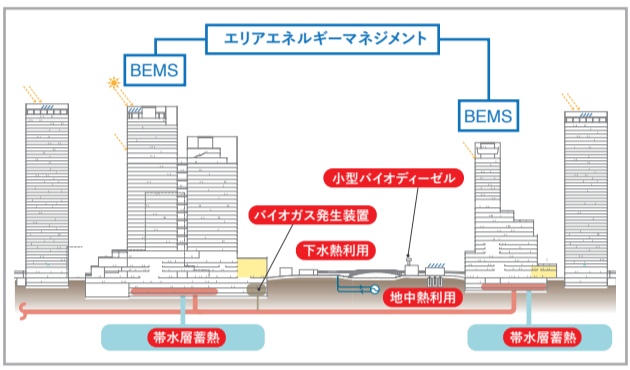 エリアエネルギーマネジメント
BEMS
BEMS
小型バイオディーゼル
バイオガス発生装置
下水熱利用
地中熱利用
帯水層蓄熱
帯水層蓄熱